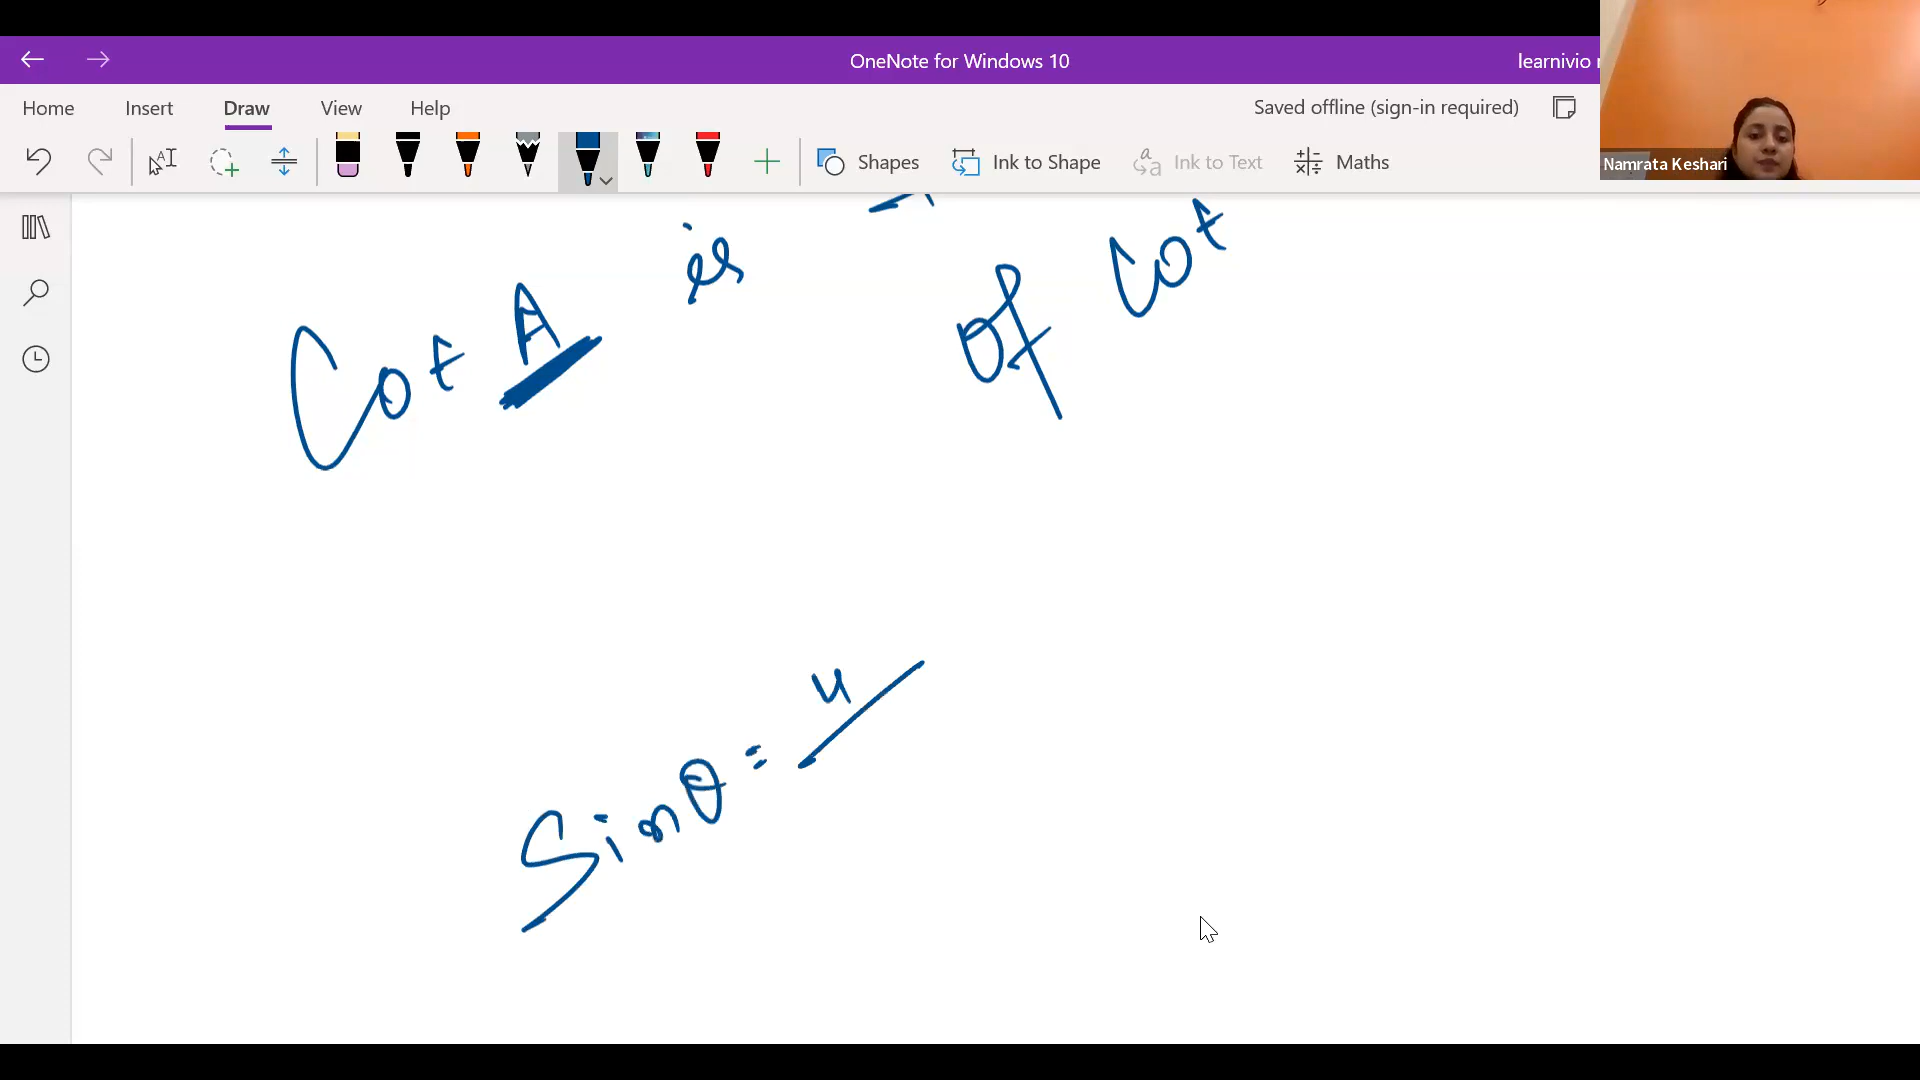 OneNote for Windows 10
learnivio
Home Insert Draw View Help
Saved offline (sign-in required)
Shapes Ink to Shape Ink to Text Maths
Namrata Keshari
Cot A is
of Cot
Sin θ = 4